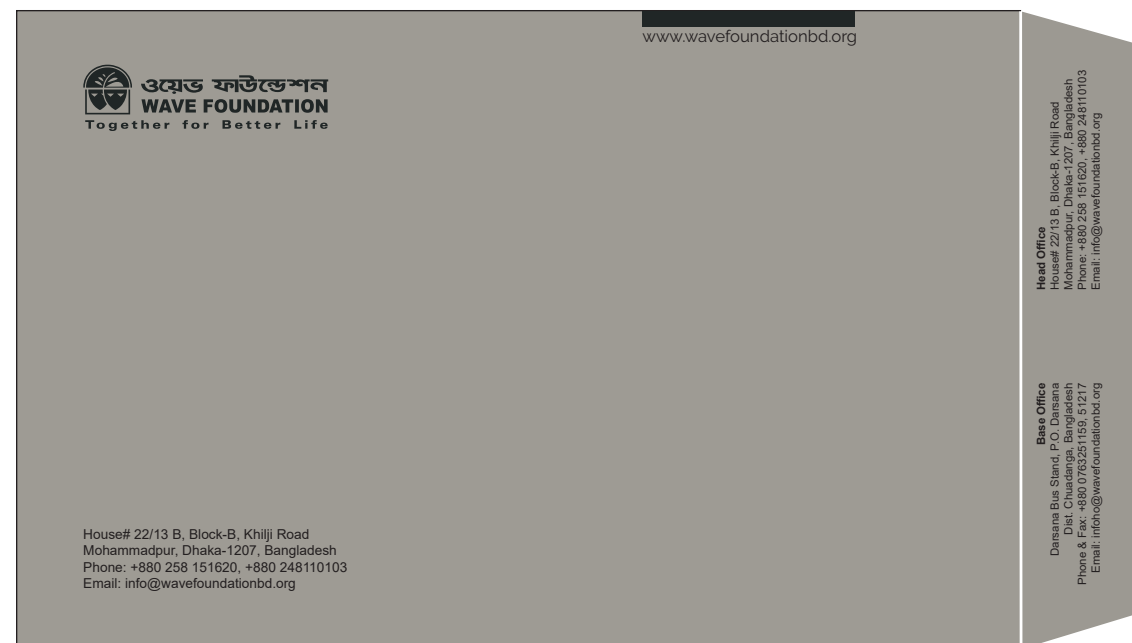 www.wavefoundationbd.org
ওয়েভ ফাউন্ডেশন
WAVE FOUNDATION
Together for Better Life
House# 22/13 B, Block-B, Khilji Road
Mohammadpur, Dhaka-1207, Bangladesh
Phone: +880 258 151620, +880 248110103
Email: info@wavefoundationbd.org
Head Office
House# 22/13 B, Block-B, Khilji Road
Mohammadpur, Dhaka-1207, Bangladesh
Phone: +880 258 151620, +880 248110103
Email: info@wavefoundationbd.org
Base Office
Darsana Bus Stand, P.O. Darsana
Dist. Chuadanga, Bangladesh
Phone & Fax: +880 0763251159, 51217
Email: infoho@wavefoundationbd.org